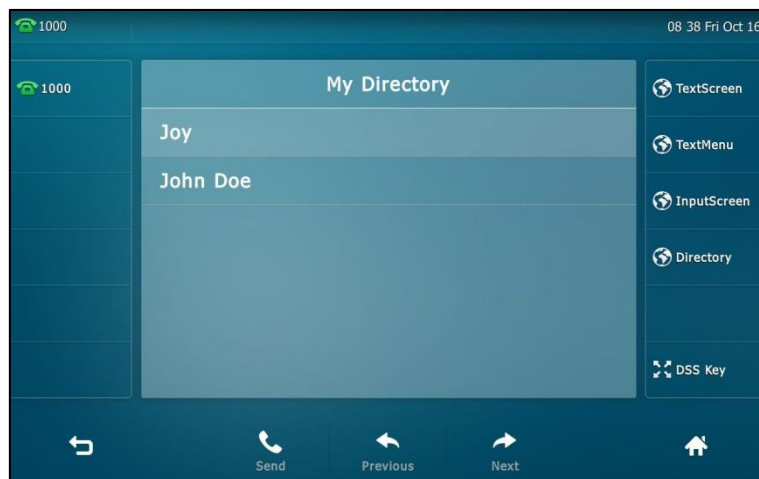 1000
08 38 Fri Oct 16
1000
My Directory
Joy
John Doe
TextScreen
TextMenu
InputScreen
Directory
DSS Key
Send
Previous
Next